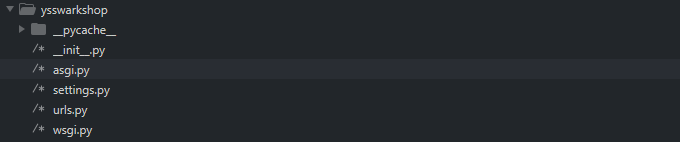 ysswarkshop
__pycache__
/* __init__.py
/* asgi.py
/* settings.py
/* urls.py
/* wsgi.py